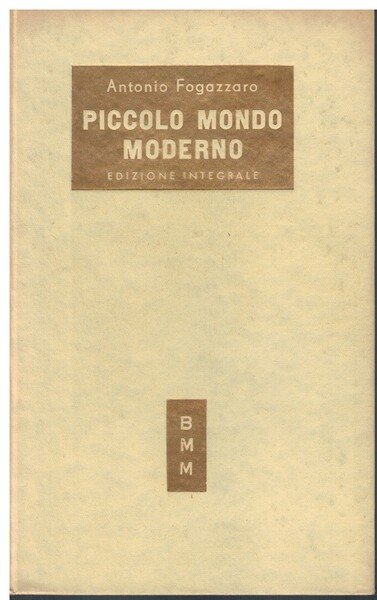 Antonio Fogazzaro
PICCOLO MONDO
MODERNO
EDIZIONE INTEGRALE
B
M
M